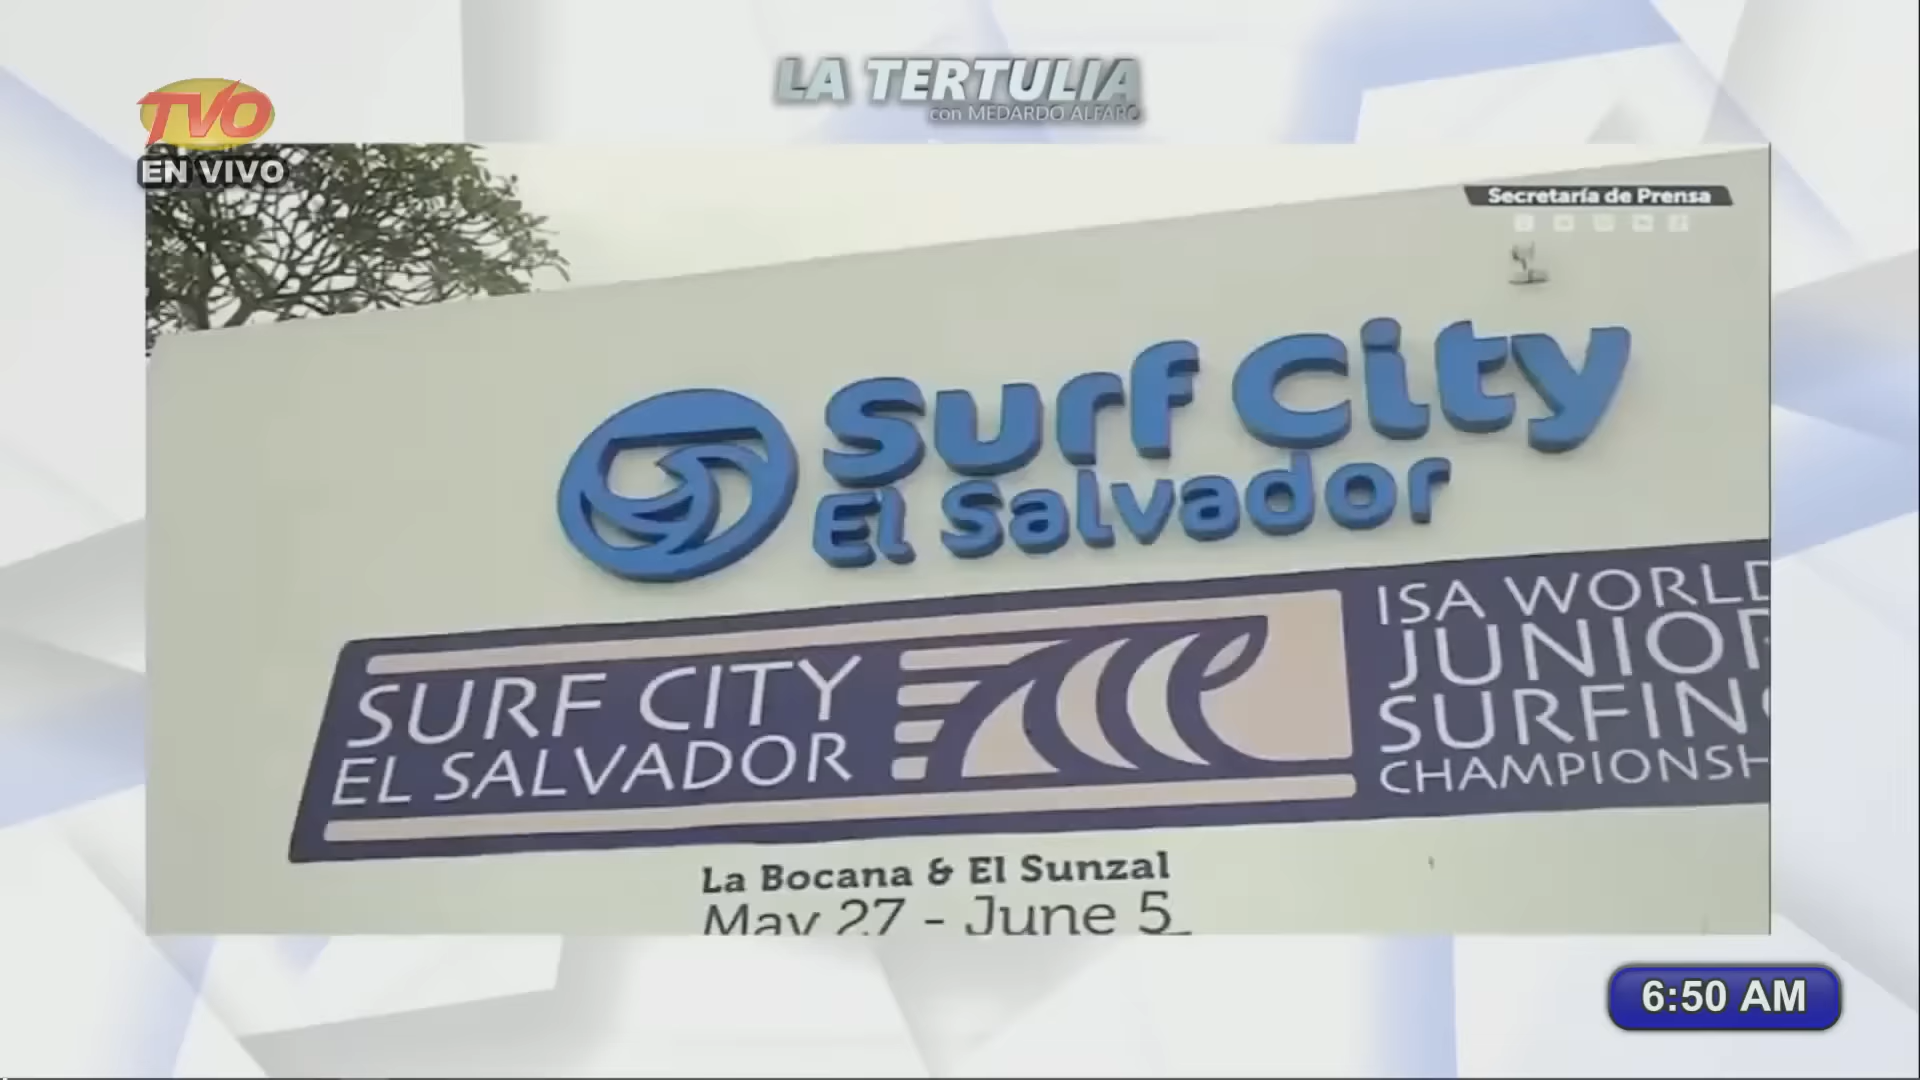 LA TERTULIA
con MEDARDO ALFARO
TVO
EN VIVO
Secretaría de Prensa
Surf City
El Salvador
SURF CITY
EL SALVADOR
ISA WORLD
JUNIOR
SURFING
CHAMPIONSH
La Bocana & El Sunzal
May 27 - June 5
6:50 AM